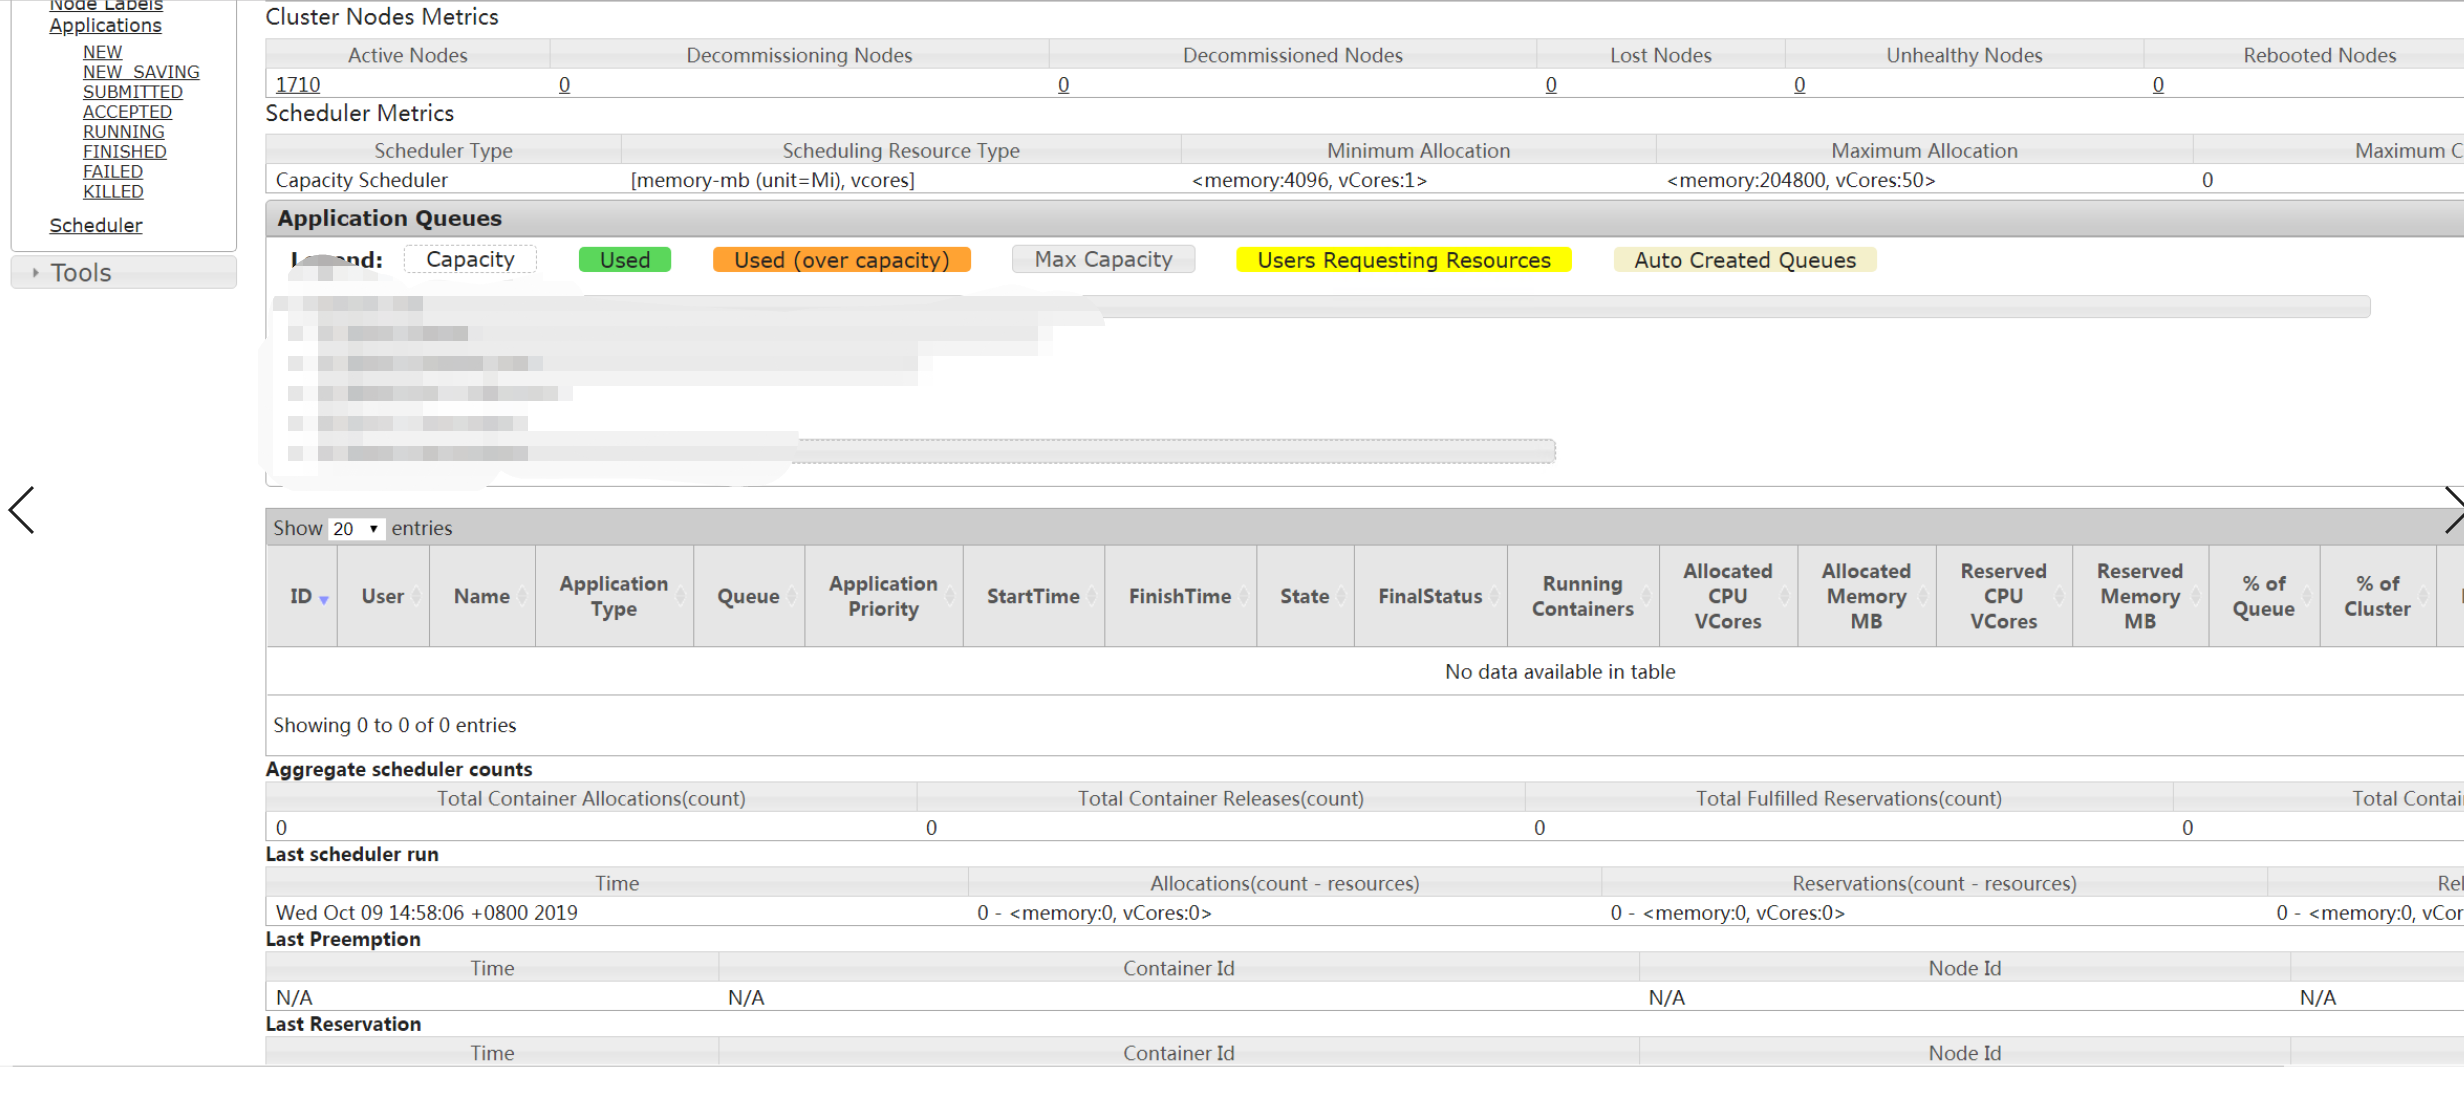 Node Labels
Applications
NEW
NEW_SAVING
SUBMITTED
ACCEPTED
RUNNING
FINISHED
FAILED
KILLED
Scheduler
Tools
Cluster Nodes Metrics
Active Nodes Decommissioning Nodes Decommissioned Nodes Lost Nodes Unhealthy Nodes Rebooted Nodes
1710 0 0 0 0 0
Scheduler Metrics
Scheduler Type Scheduling Resource Type Minimum Allocation Maximum Allocation Maximum C
Capacity Scheduler [memory-mb (unit=Mi), vcores] <memory:4096, vCores:1> <memory:204800, vCores:50> 0
Application Queues
Capacity Used Used (over capacity) Max Capacity Users Requesting Resources Auto Created Queues
Show 20 entries
ID User Name Application Type Queue Application Priority StartTime FinishTime State FinalStatus Running Containers Allocated CPU VCores Allocated Memory MB Reserved CPU VCores Reserved Memory MB % of Queue % of Cluster
No data available in table
Showing 0 to 0 of 0 entries
Aggregate scheduler counts
Total Container Allocations(count) Total Container Releases(count) Total Fulfilled Reservations(count) Total Contai
0 0 0 0
Last scheduler run
Time Allocations(count - resources) Reservations(count - resources) Rel
Wed Oct 09 14:58:06 +0800 2019 0 - <memory:0, vCores:0> 0 - <memory:0, vCores:0> 0 - <memory:0, vCor
Last Preemption
Time Container Id Node Id
N/A N/A N/A N/A
Last Reservation
Time Container Id Node Id